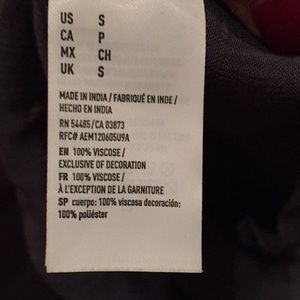 US S
CA P
MX CH
UK S
MADE IN INDIA / FABRIQUÉ EN INDE /
HECHO EN INDIA
RN 54485/CA 03873
RFC# AEM120605U9A
EN 100% VISCOSE/
EXCLUSIVE OF DECORATION
FR 100% VISCOSE /
À L'EXCEPTION DE LA GARNITURE
SP cuerpo: 100% viscosa decoración:
100% poliéster